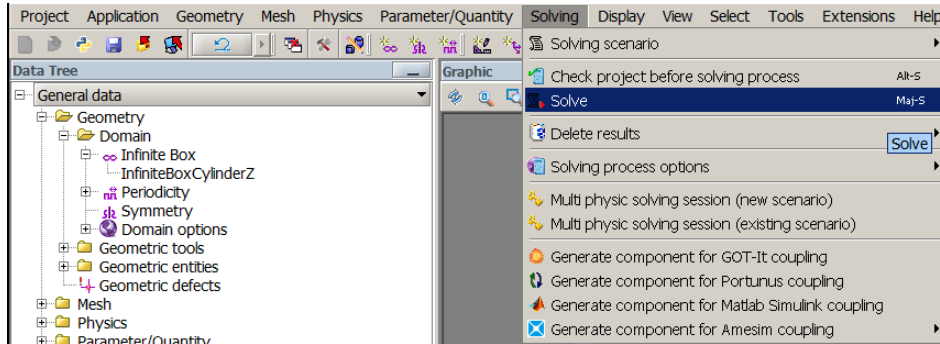 Project Application Geometry Mesh Physics Parameter/Quantity Solving Display View Select Tools Extensions Help
Solving scenario
Data Tree
Graphic
Check project before solving process Alt-S
General data
Solve Maj-S
Geometry
Domain
Delete results
Solve
Infinite Box
InfiniteBoxCylinderZ
Solving process options
Periodicity
Multi physic solving session (new scenario)
Symmetry
Multi physic solving session (existing scenario)
Domain options
Geometric tools
Generate component for GOT-It coupling
Geometric entities
Generate component for Portunus coupling
Geometric defects
Generate component for Matlab Simulink coupling
Mesh
Physics
Generate component for Amesim coupling
Parameter/Quantity